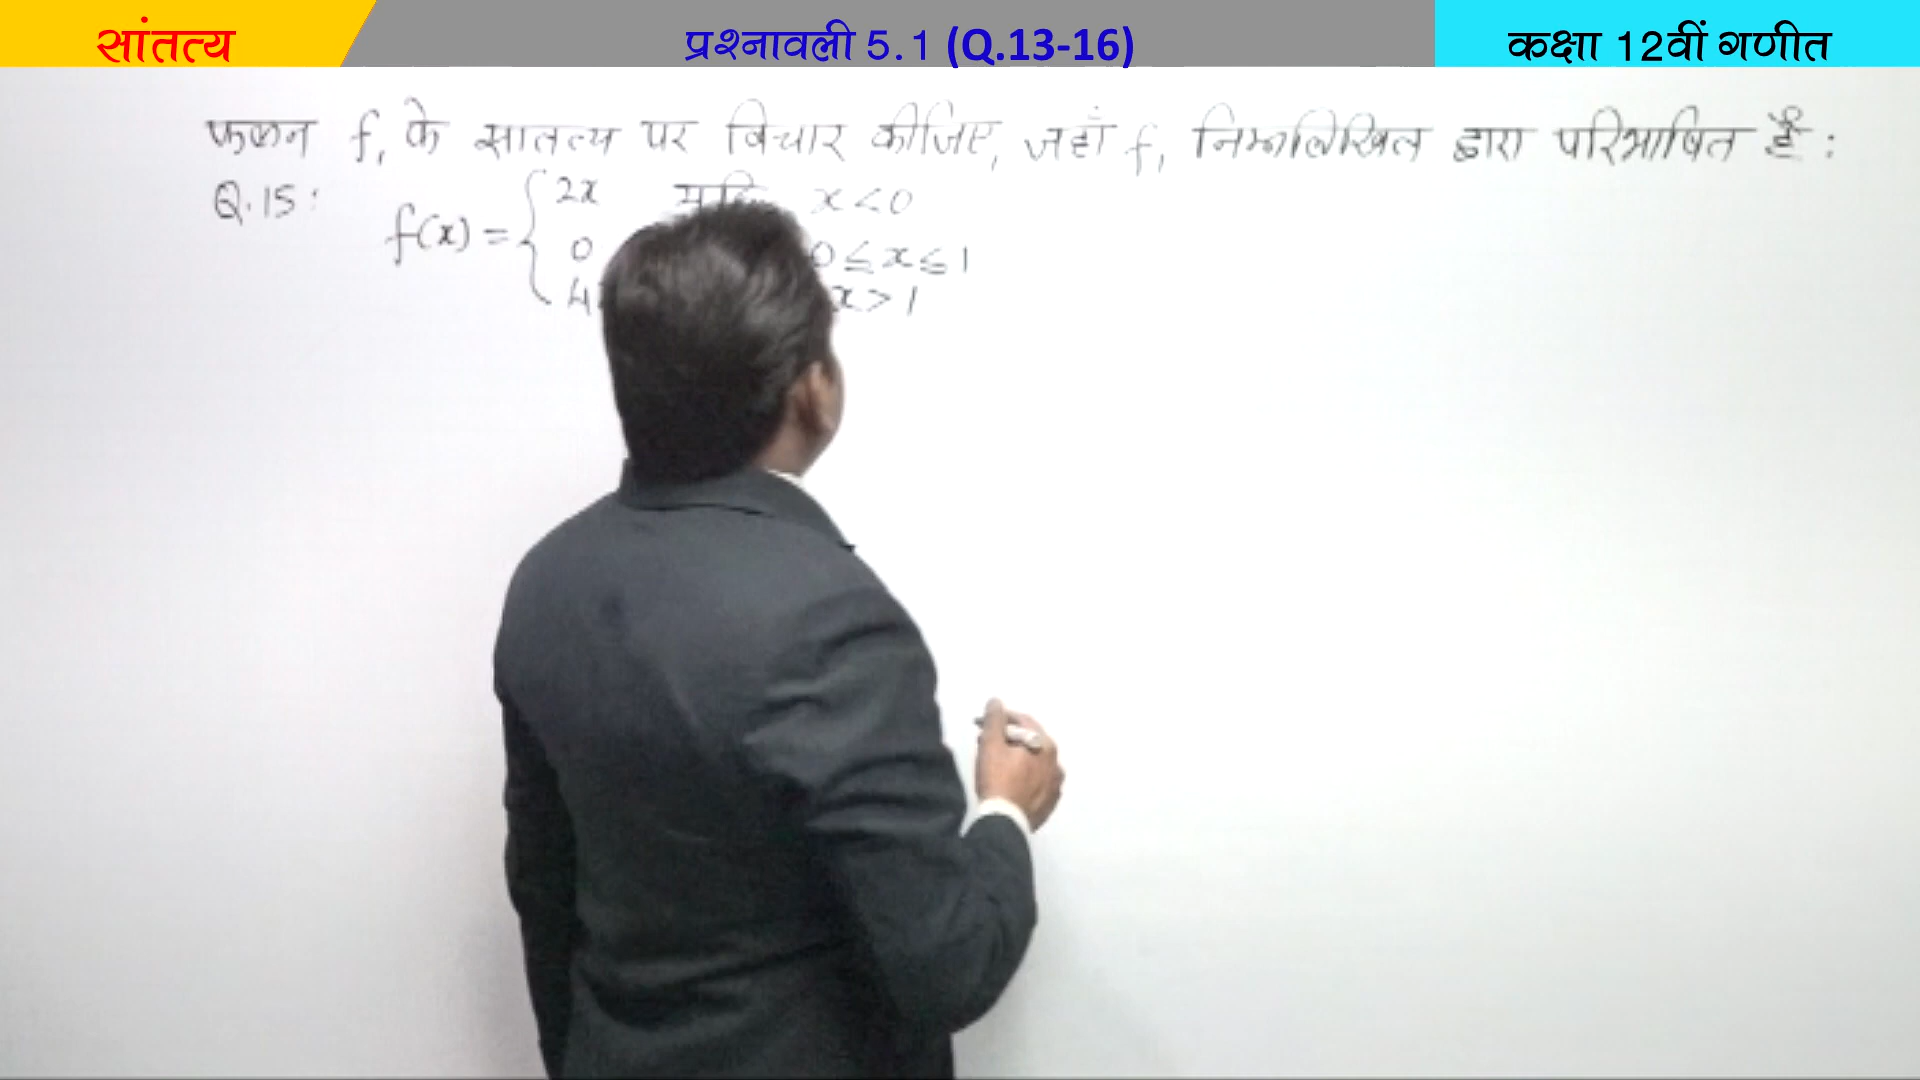 सांतत्य
प्रश्नावली 5.1 (Q.13-16)
कक्षा 12वीं गणीत
फलन f, के सातत्य पर विचार कीजिए, जहाँ f, निम्नलिखित द्वारा परिभाषित है :
Q.15:
f(x) = {
2x यदि x < 0
0 0 ≤ x ≤ 1
4 x > 1